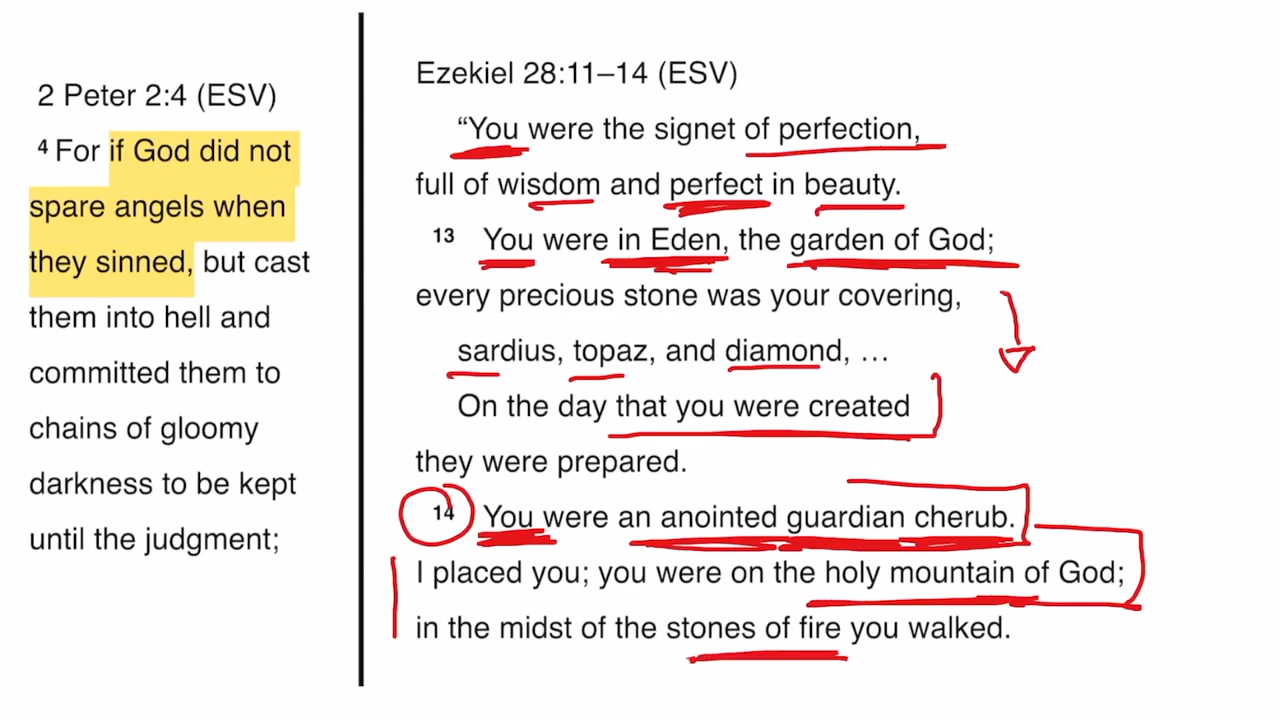 2 Peter 2:4 (ESV)
4 For if God did not
spare angels when
they sinned, but cast
them into hell and
committed them to
chains of gloomy
darkness to be kept
until the judgment;
Ezekiel 28:11–14 (ESV)
“You were the signet of perfection,
full of wisdom and perfect in beauty.
13 You were in Eden, the garden of God;
every precious stone was your covering,
sardius, topaz, and diamond, …
On the day that you were created
they were prepared.
14 You were an anointed guardian cherub.
I placed you; you were on the holy mountain of God;
in the midst of the stones of fire you walked.